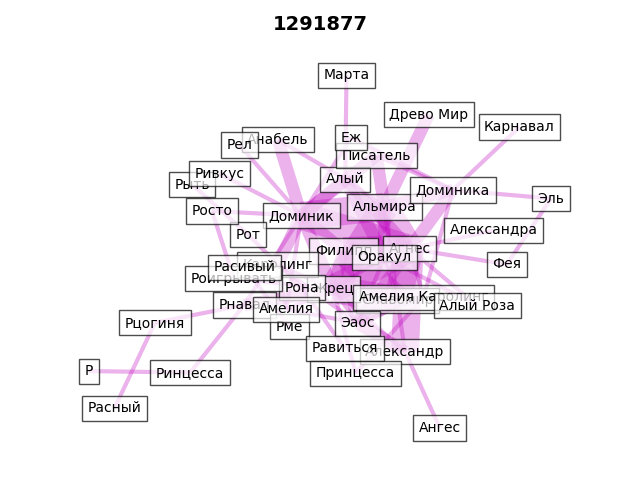 1291877
Марта
Древо Мир
Карнавал
Еж
Анабель
Рел
Писатель
Ривкус
Алый
Рыть
Доминика
Эль
Альмира
Росто
Доминик
Александра
Рот
Филипп
Агнес
Оракул
Фея
Расивый
Роигрывать
Рона
Амелия Ка
Алый Роза
Амелия
Рцогиня
Эаос
Рме
Равиться
Александр
Р
Ринцесса
Принцесса
Расный
Ангес